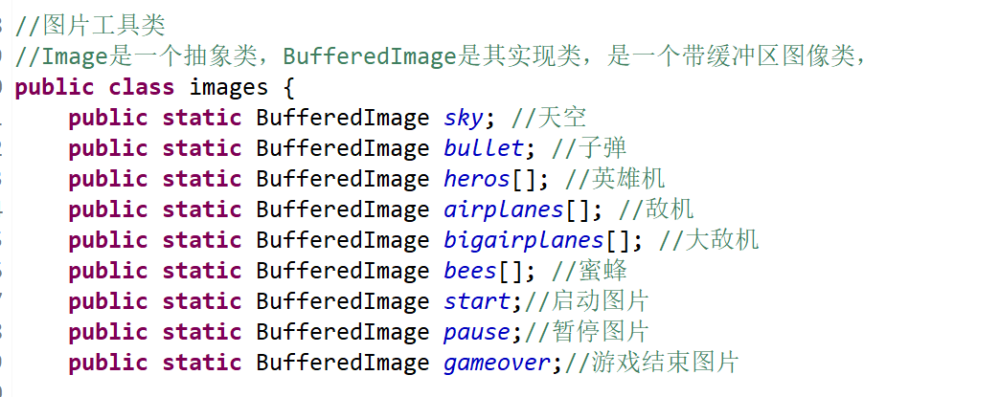 //图片工具类
//Image是一个抽象类，BufferedImage是其实现类，是一个带缓冲区图像类，
public class images {
    public static BufferedImage sky; //天空
    public static BufferedImage bullet; //子弹
    public static BufferedImage heros[]; //英雄机
    public static BufferedImage airplanes[]; //敌机
    public static BufferedImage bigairplanes[]; //大敌机
    public static BufferedImage bees[]; //蜜蜂
    public static BufferedImage start;//启动图片
    public static BufferedImage pause;//暂停图片
    public static BufferedImage gameover;//游戏结束图片